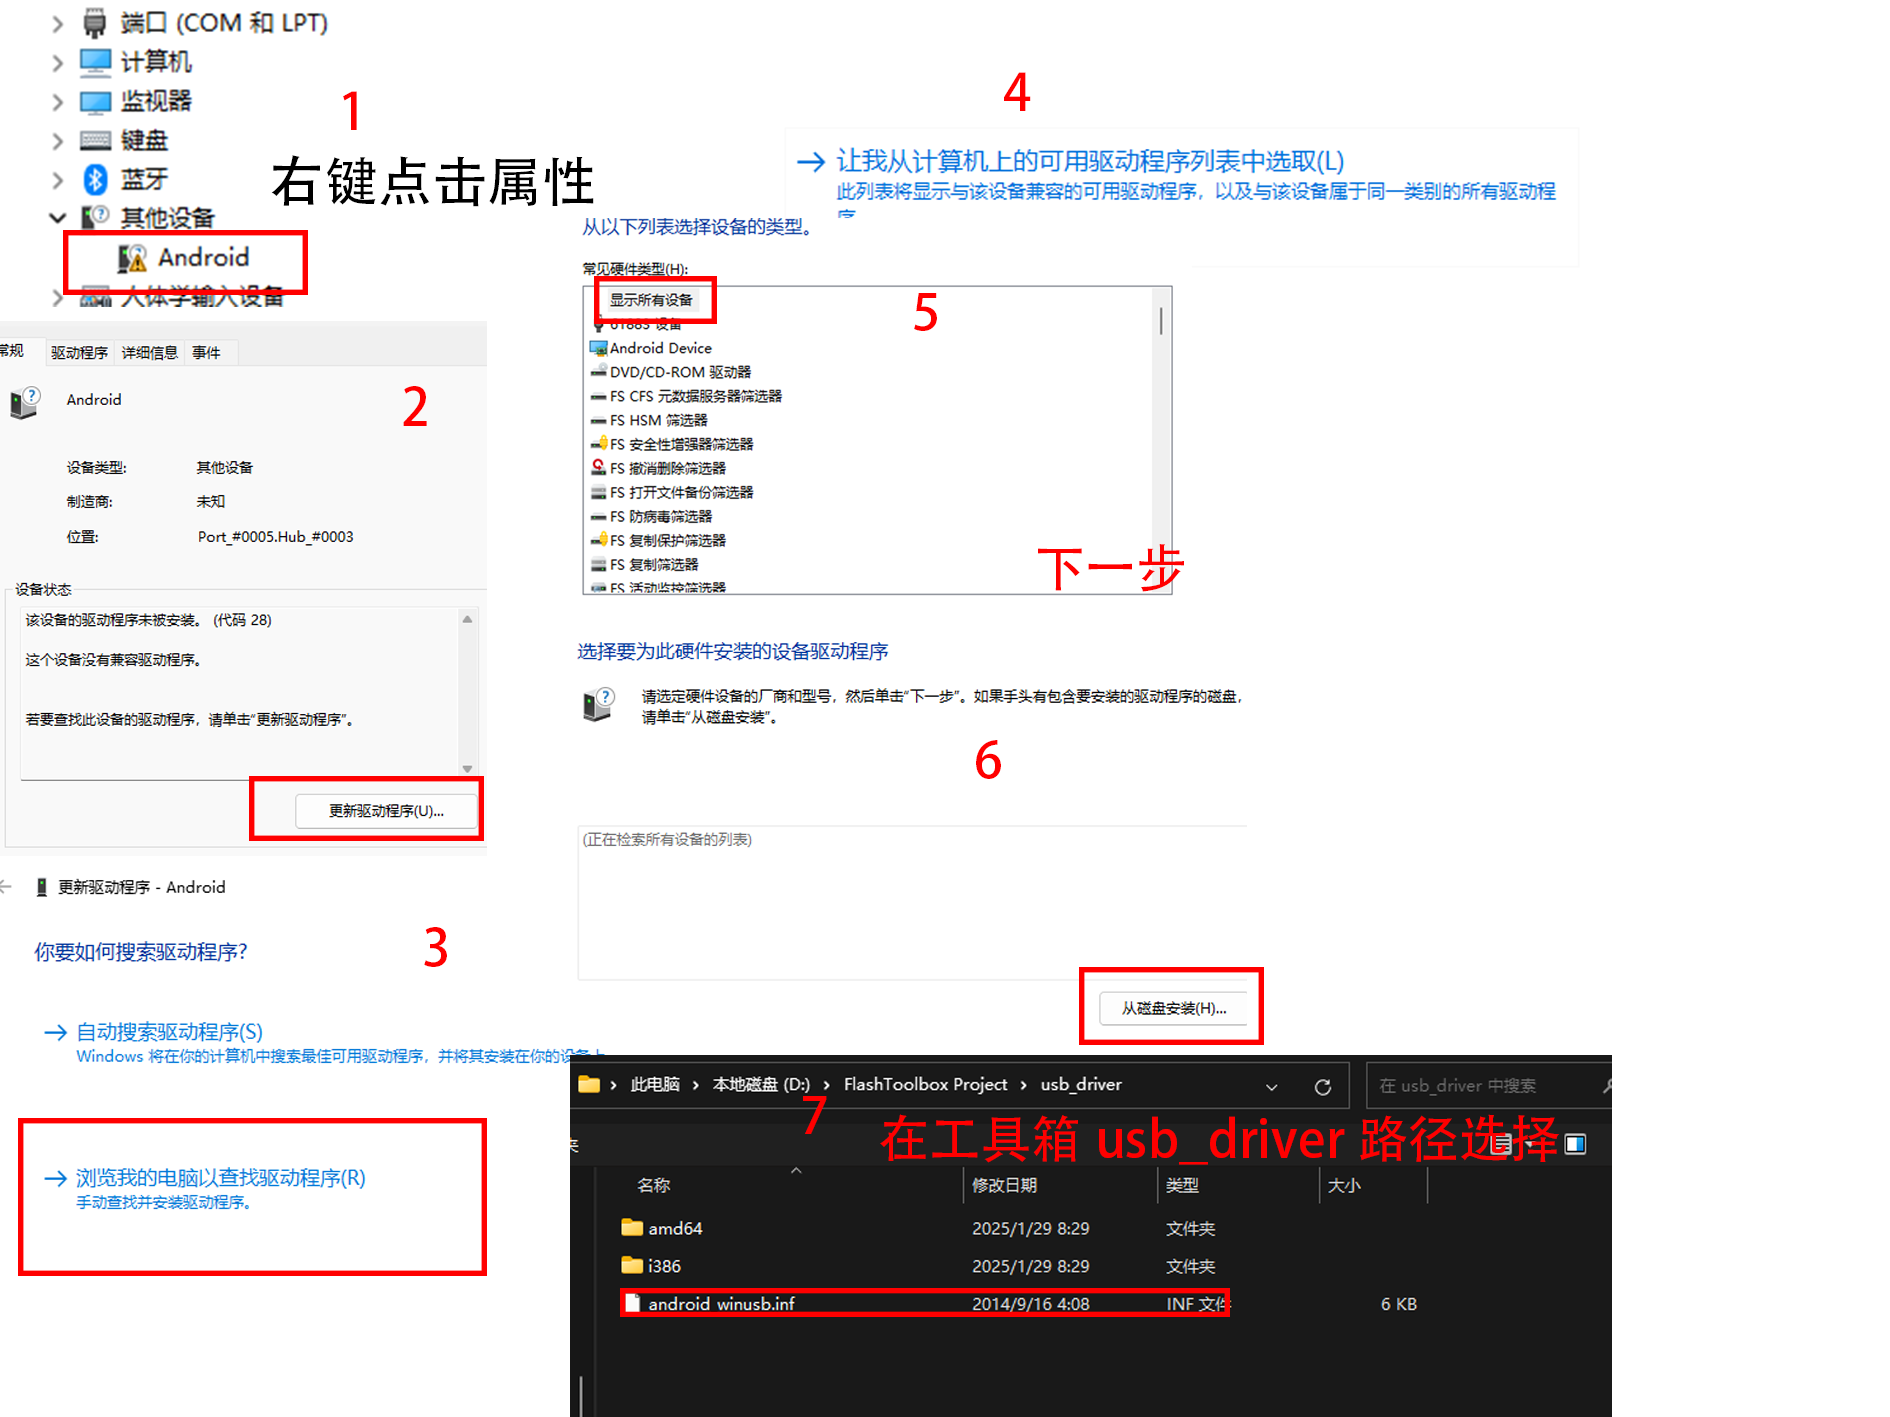 端口 (COM 和 LPT)
计算机
监视器
键盘
蓝牙
其他设备
Android
人体学输入设备
1
右键点击属性
常规
驱动程序
详细信息
事件
2
Android
设备类型:
其他设备
制造商:
未知
位置:
Port_#0005.Hub_#0003
设备状态
该设备的驱动程序未被安装。 (代码 28)
这个设备没有兼容驱动程序。
若要查找此设备的驱动程序，请单击“更新驱动程序”。
更新驱动程序(U)...
更新驱动程序 - Android
3
你要如何搜索驱动程序?
自动搜索驱动程序(S)
Windows 将在你的计算机中搜索最佳可用驱动程序，并将其安装在你的设备上
浏览我的电脑以查找驱动程序(R)
手动查找并安装驱动程序。
4
让我从计算机上的可用驱动程序列表中选取(L)
此列表将显示与该设备兼容的可用驱动程序，以及与该设备属于同一类别的所有驱动程
序
从以下列表选择设备的类型。
常见硬件类型(H):
5
显示所有设备
61883 设备
Android Device
DVD/CD-ROM 驱动器
FS CFS 元数据服务器筛选器
FS HSM 筛选器
FS 安全性增强器筛选器
FS 撤消删除筛选器
FS 打开文件备份筛选器
FS 防病毒筛选器
FS 复制保护筛选器
FS 复制筛选器
FS 活动监控筛选器
下一步
选择要为此硬件安装的设备驱动程序
请选定硬件设备的厂商和型号，然后单击“下一步”。如果手头有包含要安装的驱动程序的磁盘，
请单击“从磁盘安装”。
6
(正在检索所有设备的列表)
从磁盘安装(H)...
此电脑 › 本地磁盘 (D:) › FlashToolbox Project › usb_driver
在 usb_driver 中搜索
7
在工具箱 usb_driver 路径选择
夹
名称
修改日期
类型
大小
amd64
2025/1/29 8:29
文件夹
i386
2025/1/29 8:29
文件夹
android_winusb.inf
2014/9/16 4:08
INF 文件
6 KB